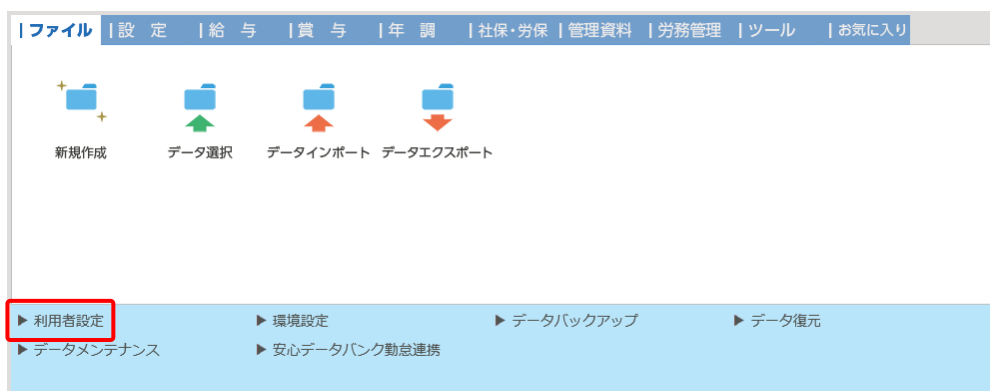 |ファイル |設 定 |給 与 |賞 与 |年 調 |社保・労保 |管理資料 |労務管理 |ツール |お気に入り
新規作成 データ選択 データインポート データエクスポート
▶ 利用者設定 ▶ 環境設定 ▶ データバックアップ ▶ データ復元
▶ データメンテナンス ▶ 安心データバンク勤怠連携